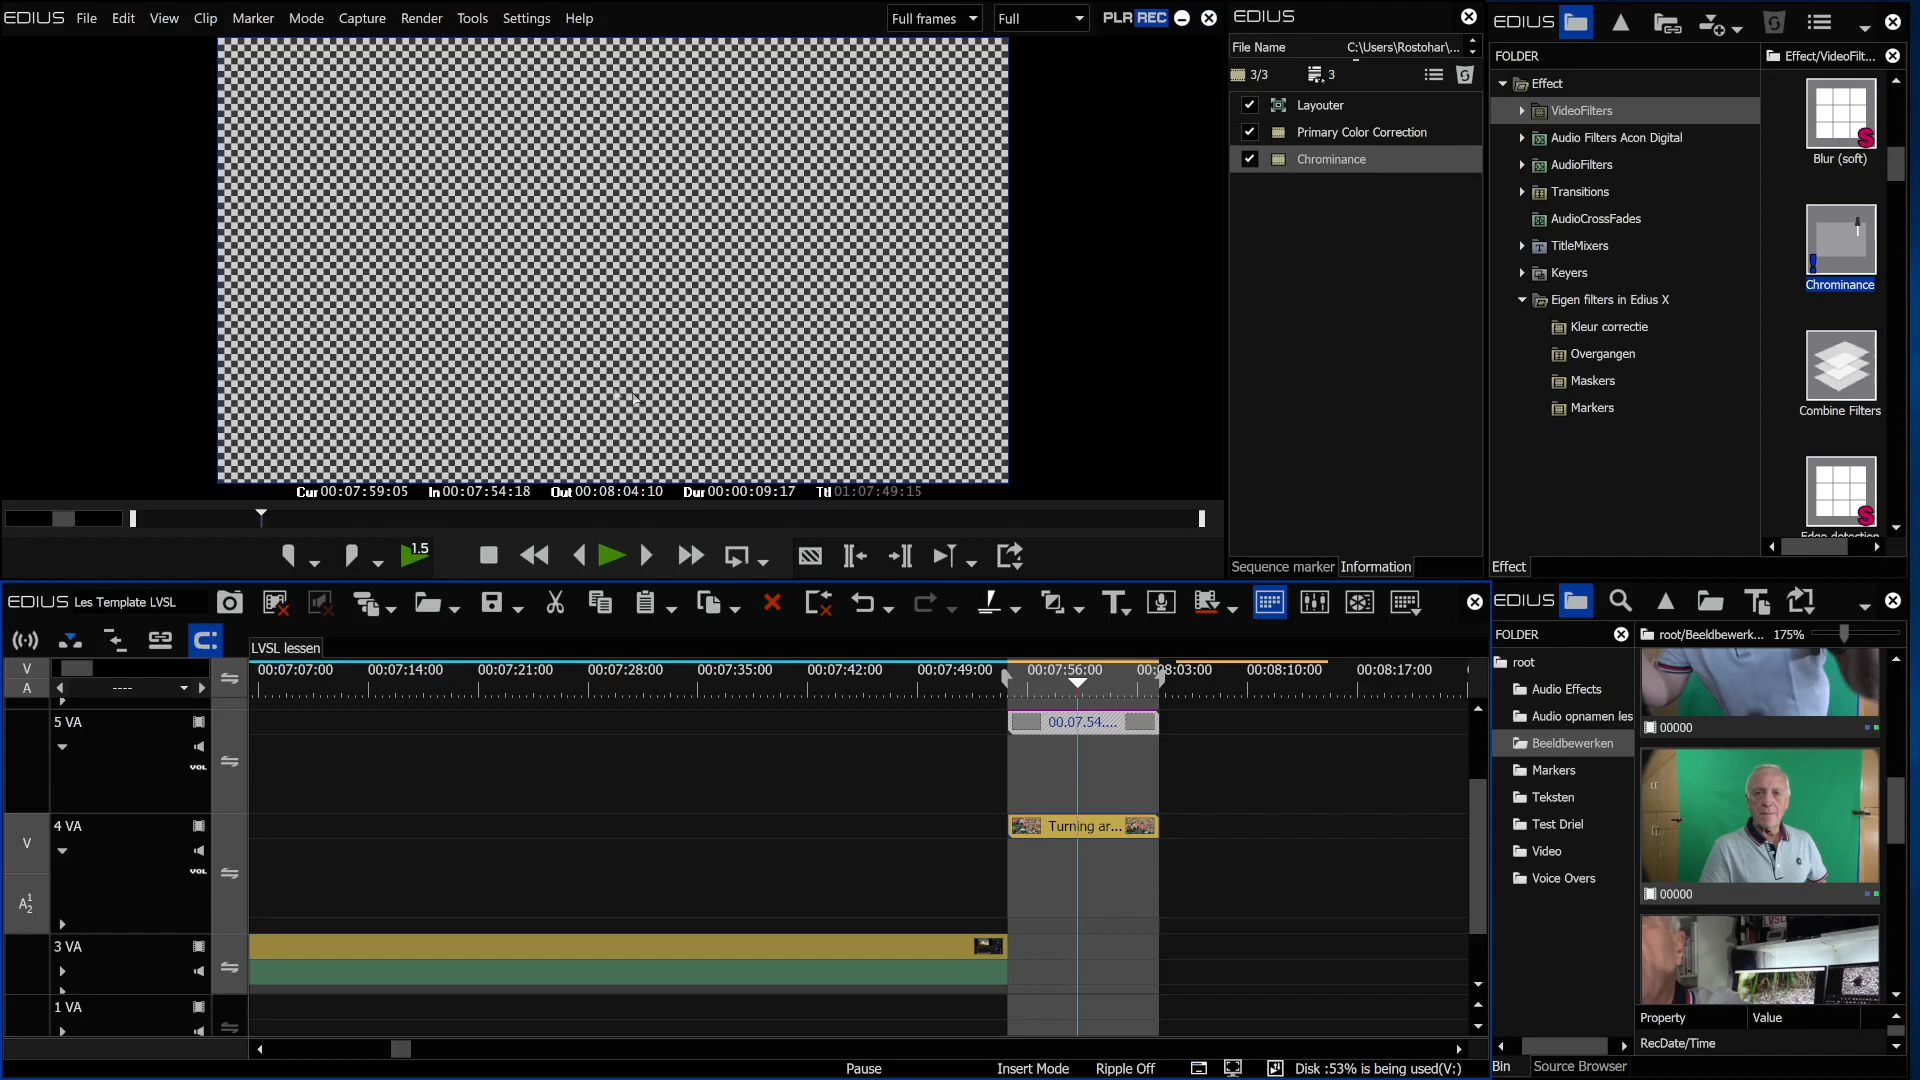 EDIUS File Edit View Clip Marker Mode Capture Render Tools Settings Help
Full frames Full PLR REC
Cur 00:07:59:05 In 00:07:54:18 Out 00:08:04:10 Dur 00:00:09:17 Ttl 01:07:49:15
1.5
EDIUS
File Name C:\Users\Rostohar\...
3/3 3
Layouter
Primary Color Correction
Chrominance
Sequence marker Information
EDIUS
FOLDER
Effect
VideoFilters
Audio Filters Acon Digital
AudioFilters
Transitions
AudioCrossFades
TitleMixers
Keyers
Eigen filters in Edius X
Kleur correctie
Overgangen
Maskers
Markers
Effect
Effect/VideoFilt...
S
Blur (soft)
Chrominance
Combine Filters
S
Edge detection
EDIUS Les Template LVSL
LVSL lessen
V
A
----
00:07:07:00 00:07:14:00 00:07:21:00 00:07:28:00 00:07:35:00 00:07:42:00 00:07:49:00 00:07:56:00 00:08:03:00 00:08:10:00 00:08:17:00
5 VA
VOL
00.07.54....
V
A 1 2
4 VA
VOL
Turning ar...
3 VA
1 VA
Pause Insert Mode Ripple Off Disk :53% is being used(V:)
EDIUS
FOLDER
root
Audio Effects
Audio opnamen les
Beeldbewerken
Markers
Teksten
Test Driel
Video
Voice Overs
root/Beeldbewerk... 175%
00000
00000
Property Value
RecDate/Time
Bin Source Browser